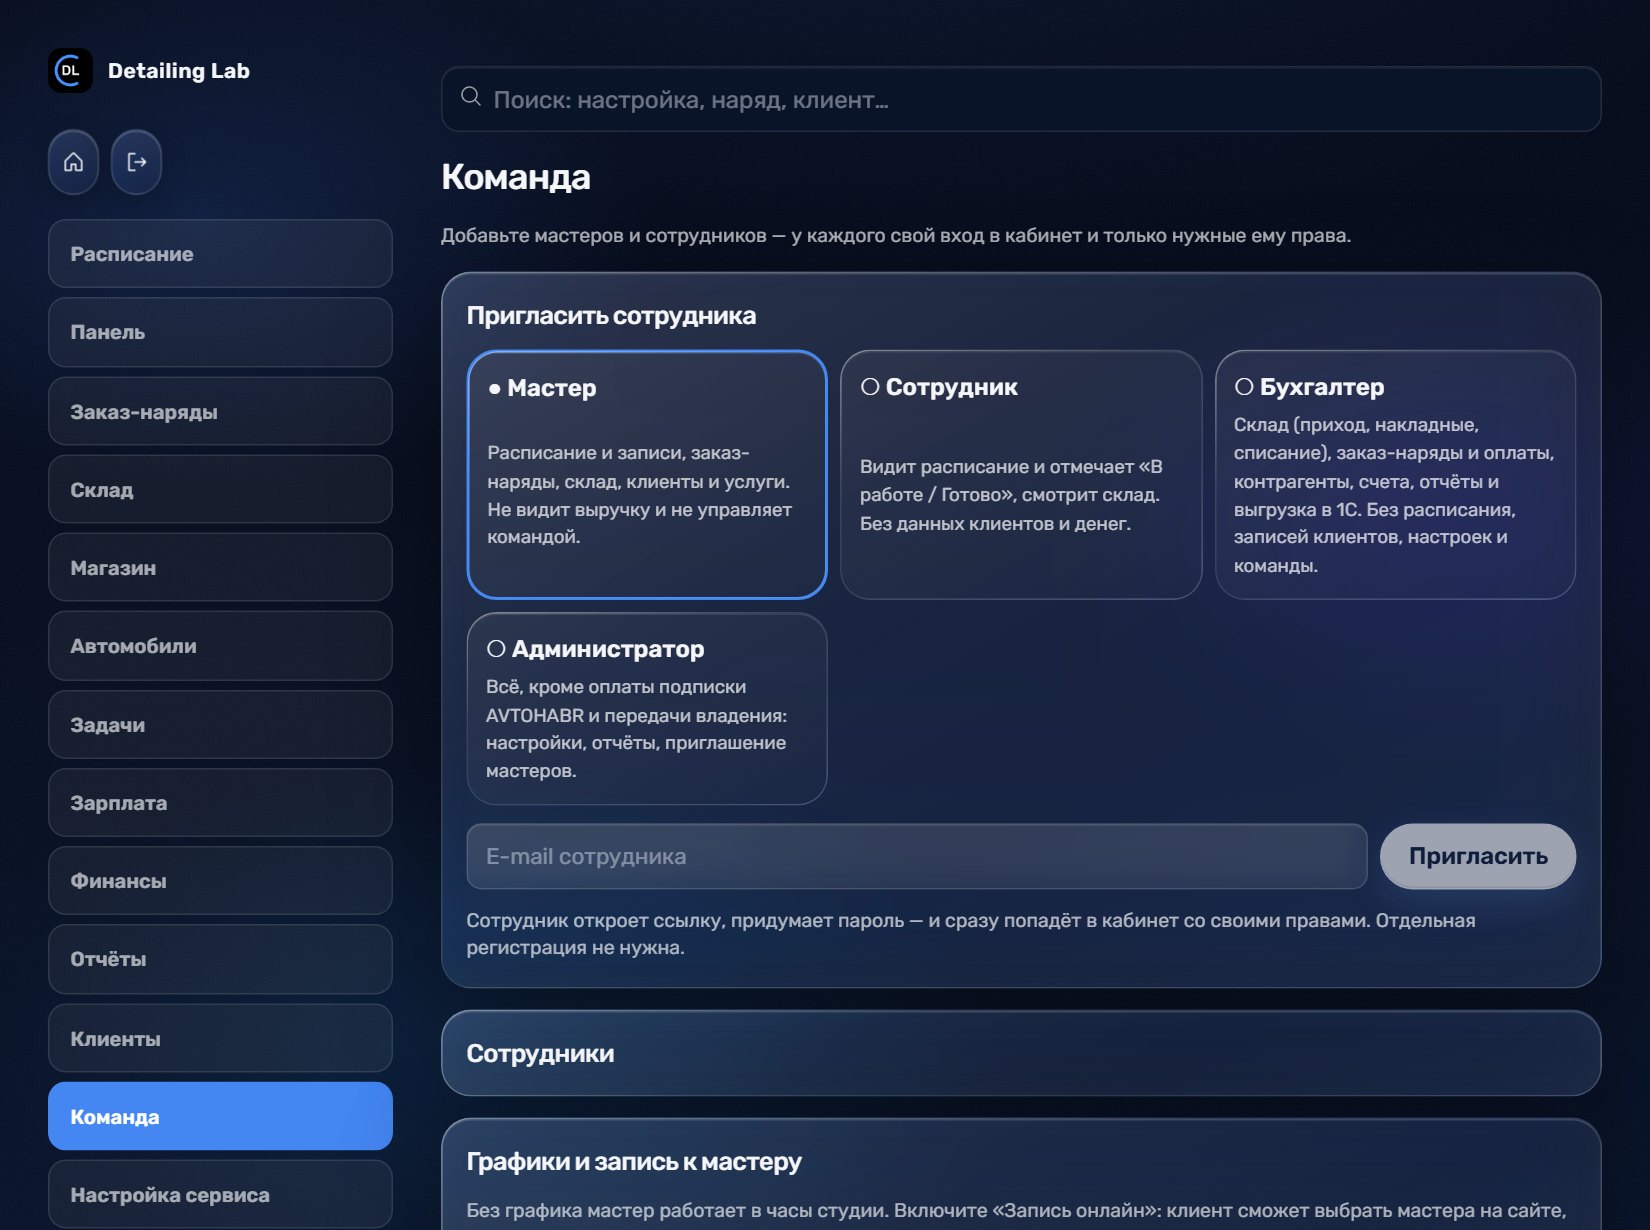 DL
Detailing Lab
Поиск: настройка, наряд, клиент...
Расписание
Панель
Заказ-наряды
Склад
Магазин
Автомобили
Задачи
Зарплата
Финансы
Отчёты
Клиенты
Команда
Настройка сервиса
Команда
Добавьте мастеров и сотрудников — у каждого свой вход в кабинет и только нужные ему права.
Пригласить сотрудника
Мастер
Расписание и записи, заказ-
наряды, склад, клиенты и услуги.
Не видит выручку и не управляет
командой.
Сотрудник
Видит расписание и отмечает «В
работе / Готово», смотрит склад.
Без данных клиентов и денег.
Бухгалтер
Склад (приход, накладные,
списание), заказ-наряды и оплаты,
контрагенты, счета, отчёты и
выгрузка в 1С. Без расписания,
записей клиентов, настроек и
команды.
Администратор
Всё, кроме оплаты подписки
AVTOHABR и передачи владения:
настройки, отчёты, приглашение
мастеров.
E-mail сотрудника
Пригласить
Сотрудник откроет ссылку, придумает пароль — и сразу попадёт в кабинет со своими правами. Отдельная
регистрация не нужна.
Сотрудники
Графики и запись к мастеру
Без графика мастер работает в часы студии. Включите «Запись онлайн»: клиент сможет выбрать мастера на сайте,